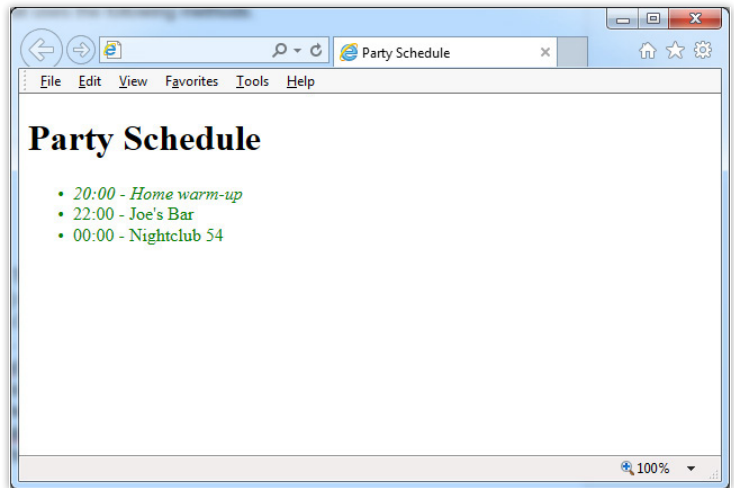 Party Schedule
File Edit View Favorites Tools Help
Party Schedule
• 20:00 - Home warm-up
• 22:00 - Joe's Bar
• 00:00 - Nightclub 54
100%